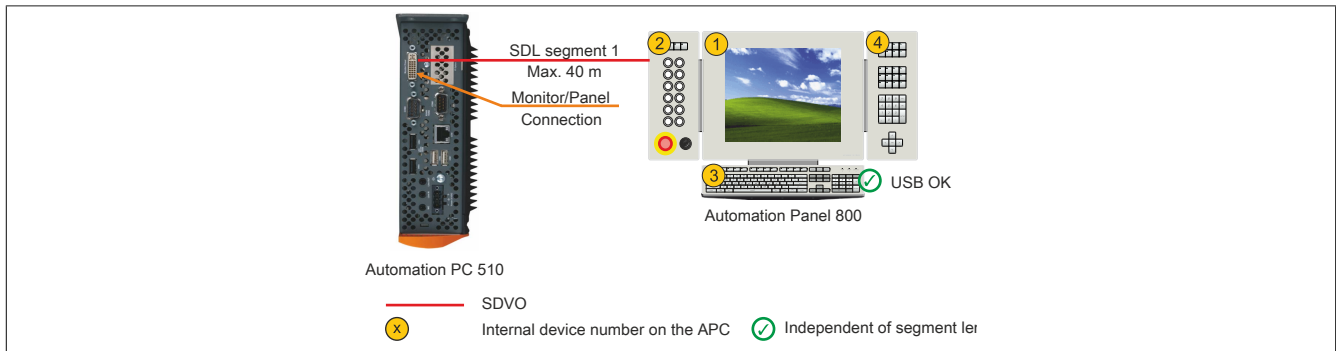 SDL segment 1
Max. 40 m
Monitor/Panel
Connection
2
1
4
3
USB OK
Automation Panel 800
Automation PC 510
SDVO
x Internal device number on the APC
Independent of segment